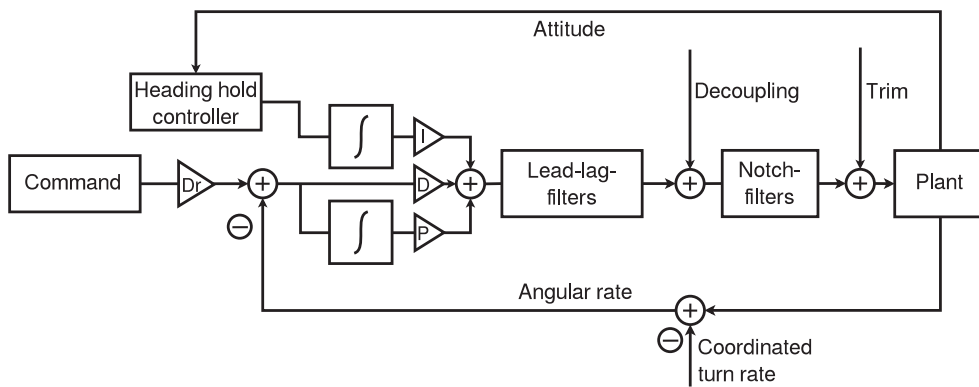 Attitude
Heading hold
controller
Decoupling
Trim
I
Command
Dr
+
D
+
Lead-lag-
filters
+
Notch-
filters
+
Plant
−
P
Angular rate
+
−
Coordinated
turn rate